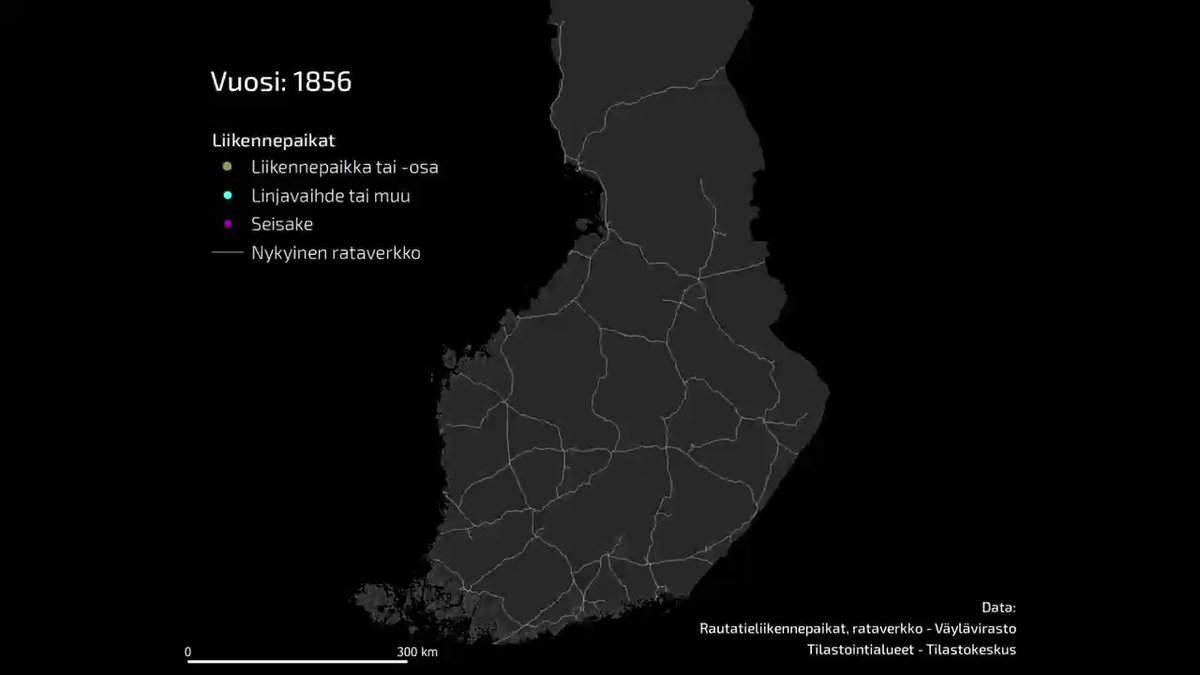 Vuosi: 1856
Liikennepaikat
Liikennepaikka tai -osa
Linjavaihde tai muu
Seisake
Nykyinen rataverkko
Data:
Rautatieliikennepaikat, rataverkko - Väylävirasto
Tilastointialueet - Tilastokeskus
0 300 km